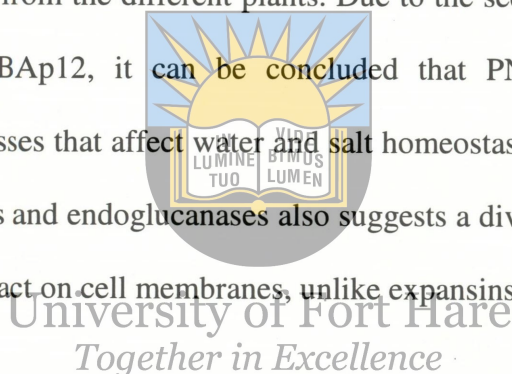 from the different plants. Due to the
BAp12, it can be concluded that
sses that affect water and salt homeostas
IN VIDE
LUMINE BIMUS
TUO LUMEN
s and endoglucanases also suggests a div
act on cell membranes, unlike expansins
University of Fort Hare
Together in Excellence